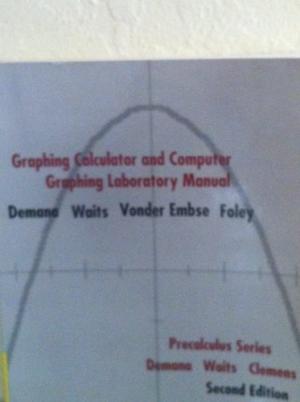 Graphing Calculator and Computer
Graphing Laboratory Manual
Demana Waits Vonder Embse Foley
Precalculus Series
Demana Waits Clemens
Second Edition